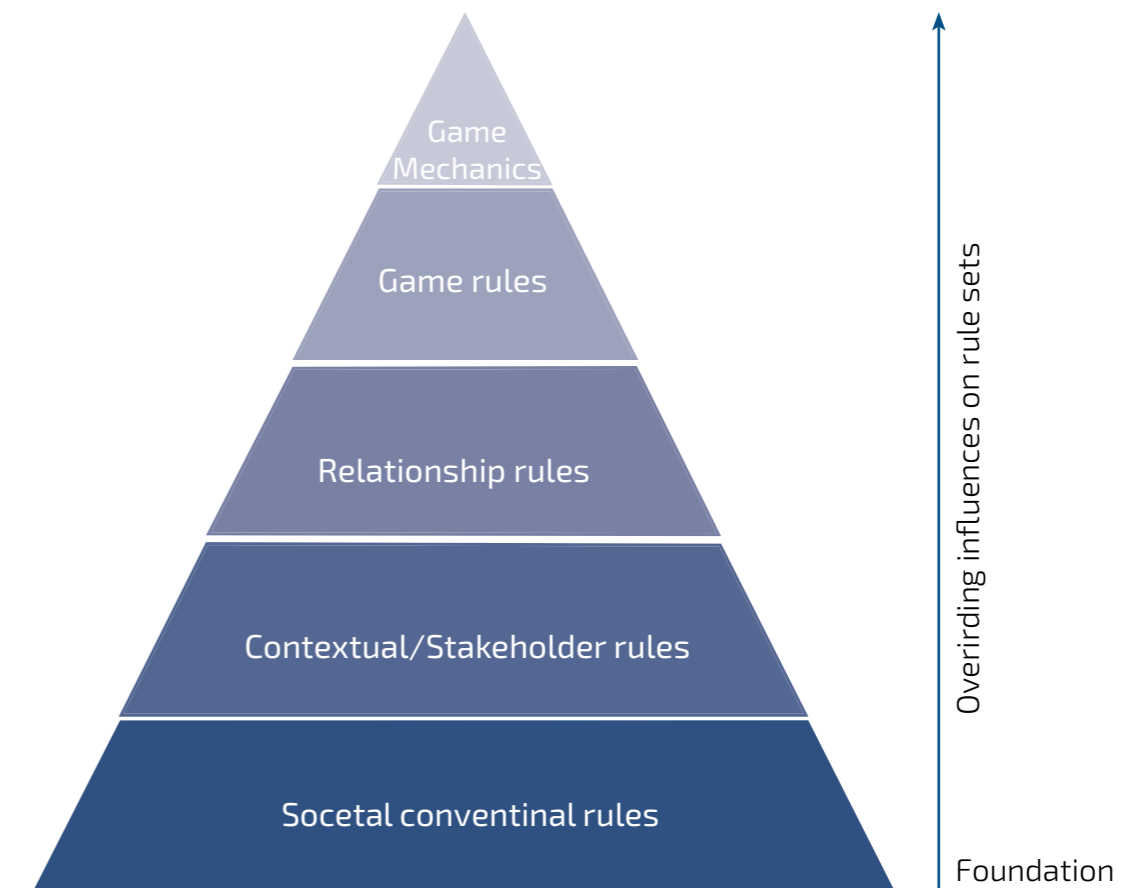 Game
Mechanics
Game rules
Relationship rules
Contextual/Stakeholder rules
Socetal conventinal rules
Overirding influences on rule sets
Foundation